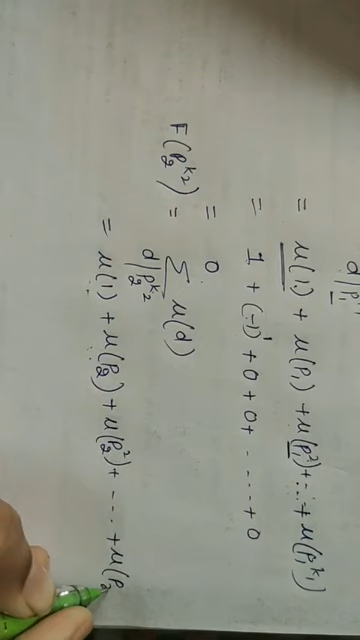 d|p₁
= μ(1) + μ(p₁) + μ(p₁²) + ... + μ(p₁^k₁)
= 1 + (-1)¹ + 0 + 0 + - - - - + 0
= 0.
F(p₂^k₂) = Σ μ(d)
d|p₂^k₂
= μ(1) + μ(p₂) + μ(p₂²) + - - - - + μ(p₂